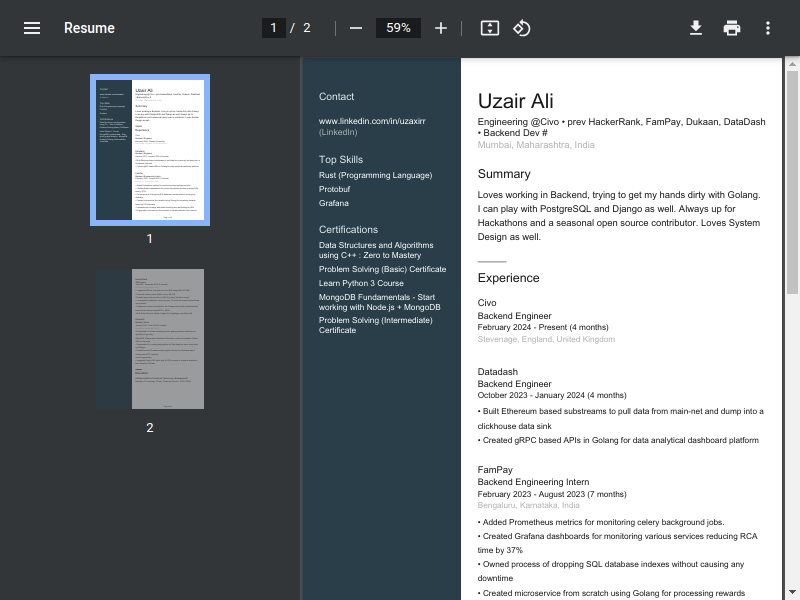 Resume
1 / 2
59%
1
2
Contact
www.linkedin.com/in/uzaxirr
(LinkedIn)
Top Skills
Rust (Programming Language)
Protobuf
Grafana
Certifications
Data Structures and Algorithms
using C++ : Zero to Mastery
Problem Solving (Basic) Certificate
Learn Python 3 Course
MongoDB Fundamentals - Start
working with Node.js + MongoDB
Problem Solving (Intermediate)
Certificate
Uzair Ali
Engineering @Civo • prev HackerRank, FamPay, Dukaan, DataDash
• Backend Dev #
Mumbai, Maharashtra, India
Summary
Loves working in Backend, trying to get my hands dirty with Golang.
I can play with PostgreSQL and Django as well. Always up for
Hackathons and a seasonal open source contributor. Loves System
Design as well.
Experience
Civo
Backend Engineer
February 2024 - Present (4 months)
Stevenage, England, United Kingdom
Datadash
Backend Engineer
October 2023 - January 2024 (4 months)
• Built Ethereum based substreams to pull data from main-net and dump into a
clickhouse data sink
• Created gRPC based APIs in Golang for data analytical dashboard platform
FamPay
Backend Engineering Intern
February 2023 - August 2023 (7 months)
Bengaluru, Karnataka, India
• Added Prometheus metrics for monitoring celery background jobs.
• Created Grafana dashboards for monitoring various services reducing RCA
time by 37%
• Owned process of dropping SQL database indexes without causing any
downtime
• Created microservice from scratch using Golang for processing rewards